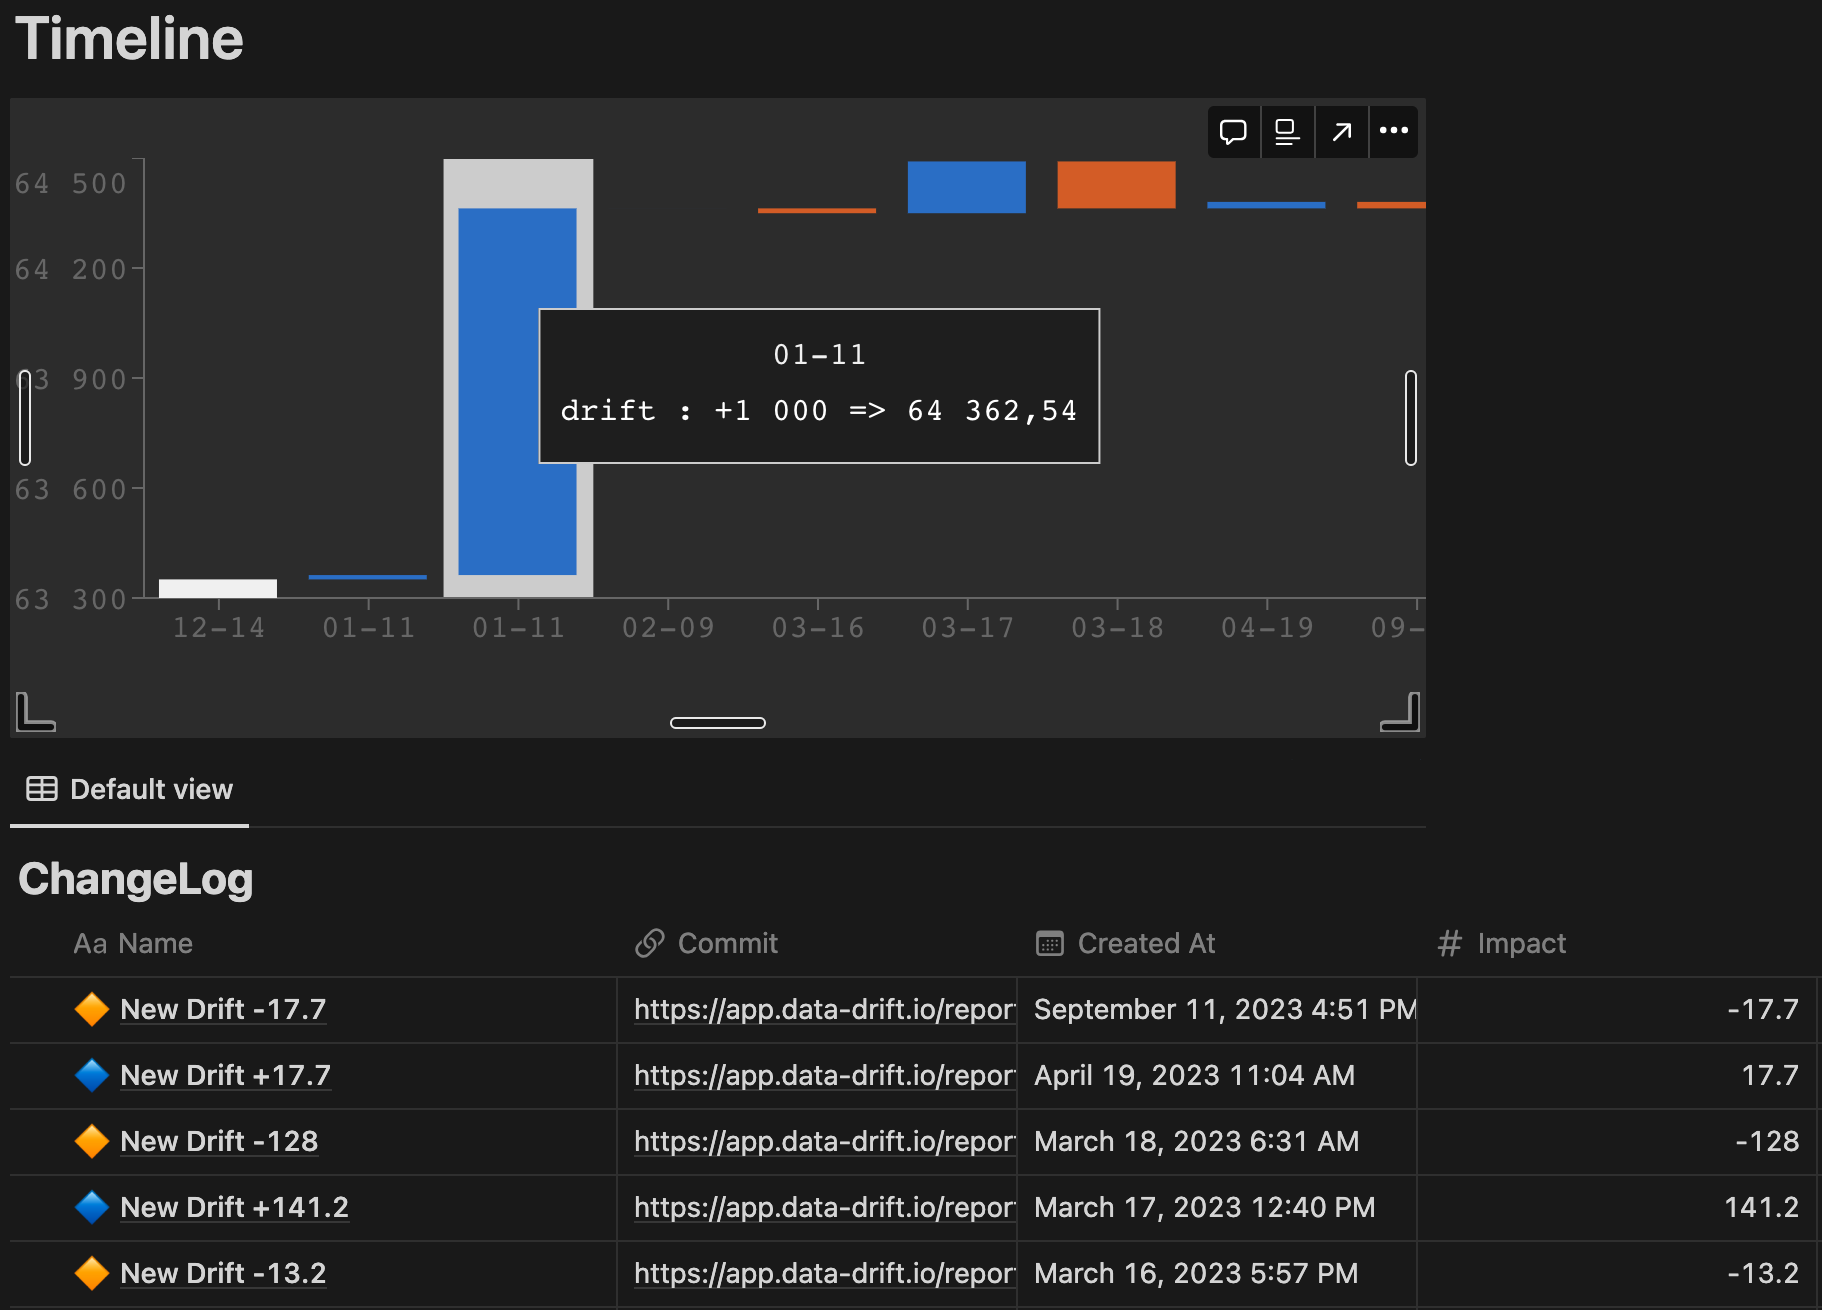 Timeline
64 500
64 200
63 900
63 600
63 300
01-11
drift : +1 000 => 64 362,54
12-14 01-11 01-11 02-09 03-16 03-17 03-18 04-19 09-
Default view
ChangeLog
Aa Name Commit Created At # Impact
New Drift -17.7 https://app.data-drift.io/report September 11, 2023 4:51 PM -17.7
New Drift +17.7 https://app.data-drift.io/report April 19, 2023 11:04 AM 17.7
New Drift -128 https://app.data-drift.io/report March 18, 2023 6:31 AM -128
New Drift +141.2 https://app.data-drift.io/report March 17, 2023 12:40 PM 141.2
New Drift -13.2 https://app.data-drift.io/report March 16, 2023 5:57 PM -13.2